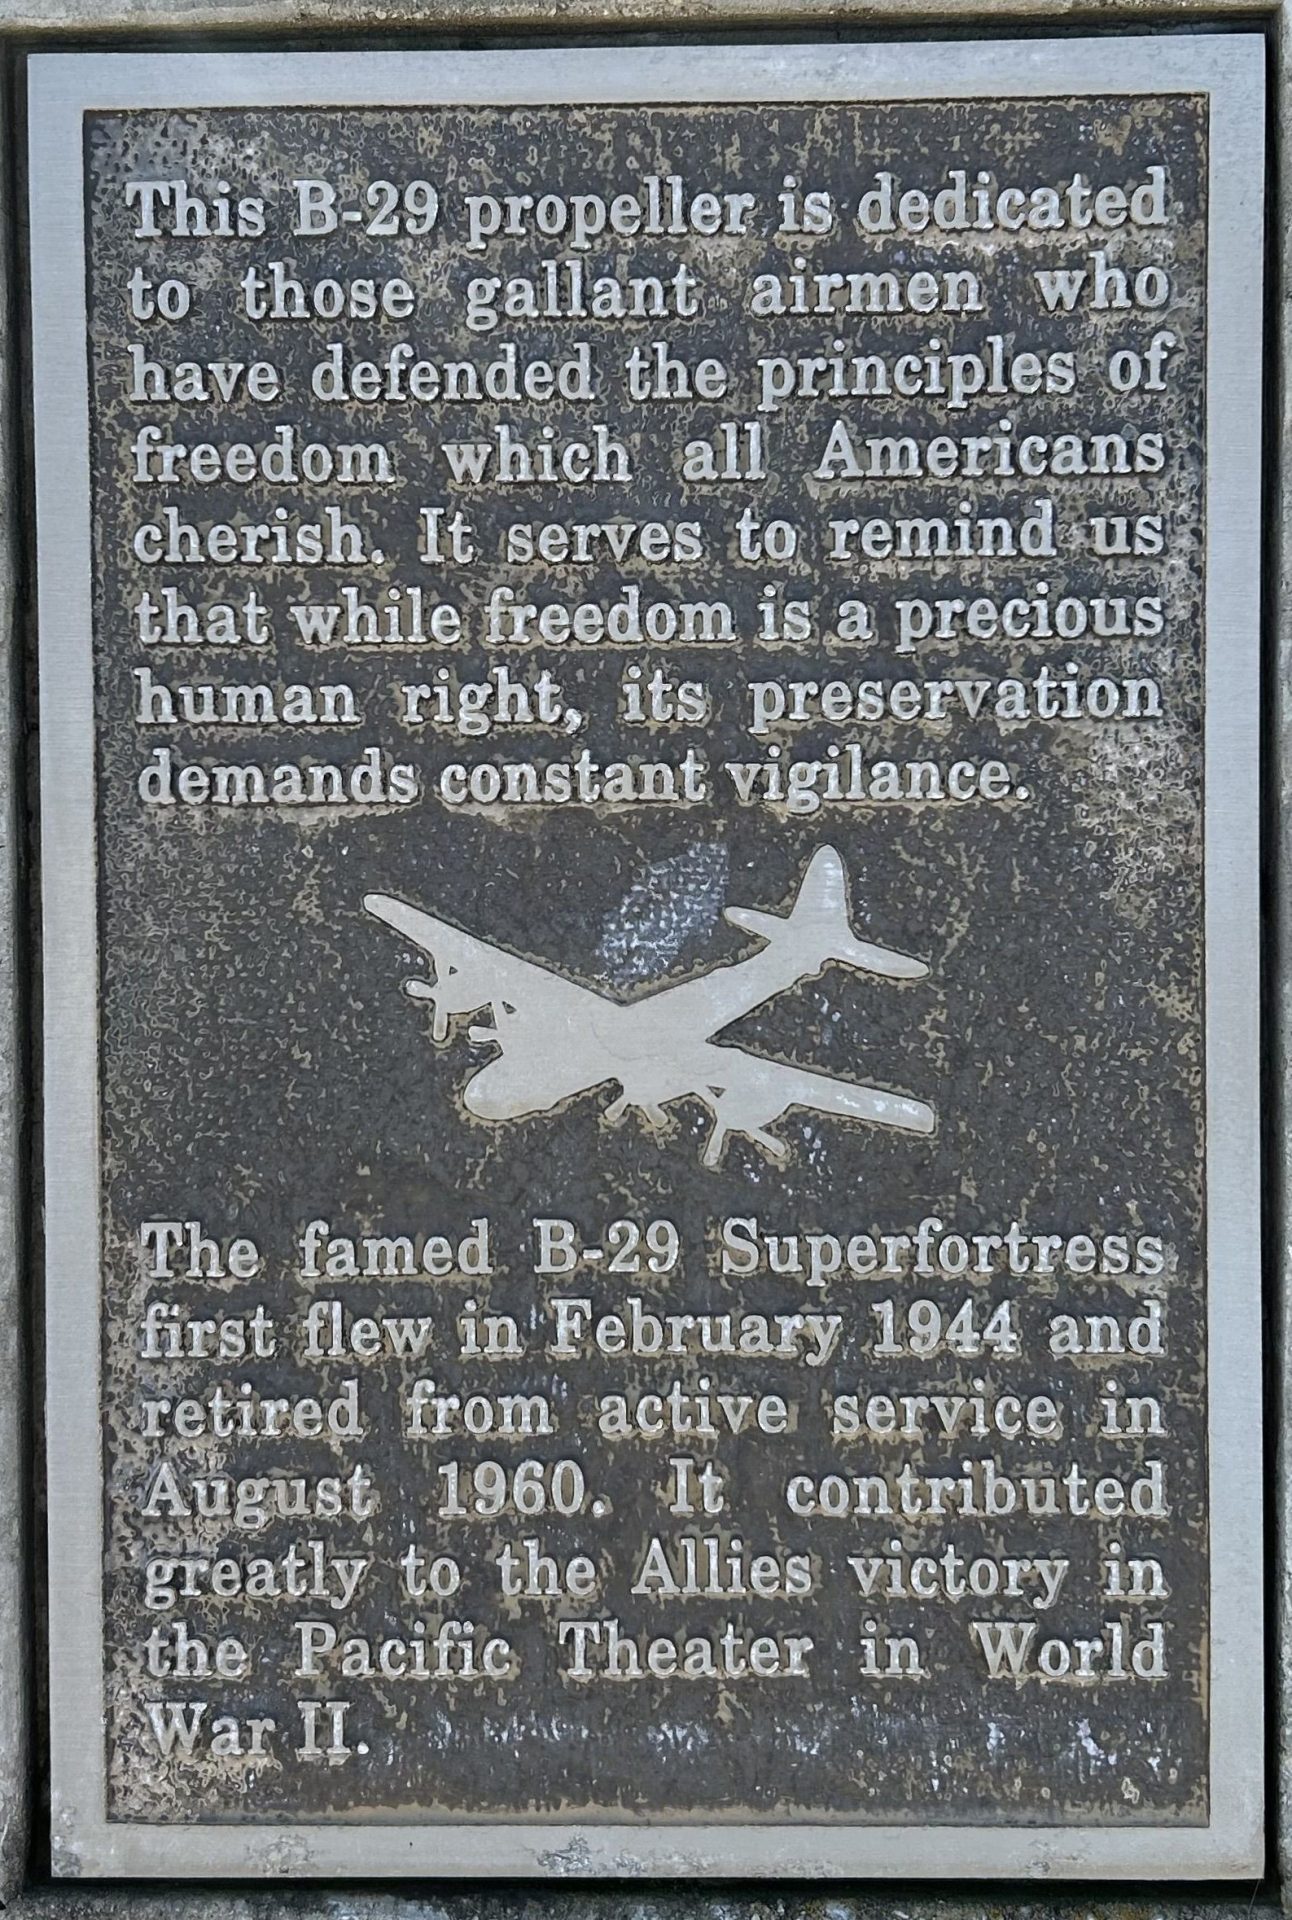 This B-29 propeller is dedicated
to those gallant airmen who
have defended the principles of
freedom which all Americans
cherish. It serves to remind us
that while freedom is a precious
human right, its preservation
demands constant vigilance.
The famed B-29 Superfortress
first flew in February 1944 and
retired from active service in
August 1960. It contributed
greatly to the Allies victory in
the Pacific Theater in World
War II.